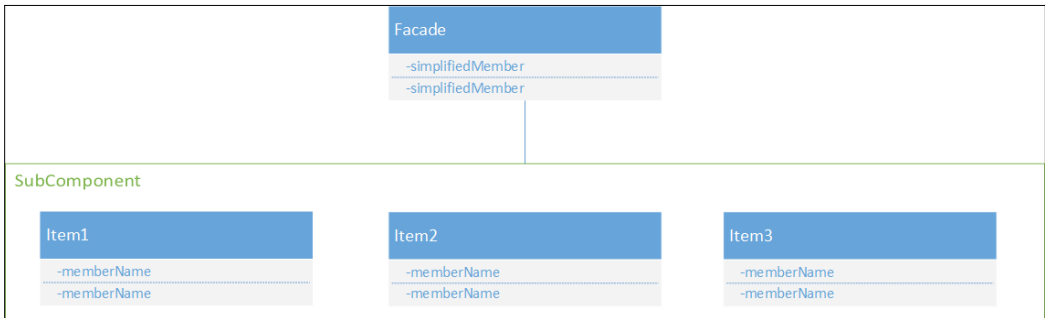 Facade
-simplifiedMember
-simplifiedMember
SubComponent
Item1
-memberName
-memberName
Item2
-memberName
-memberName
Item3
-memberName
-memberName